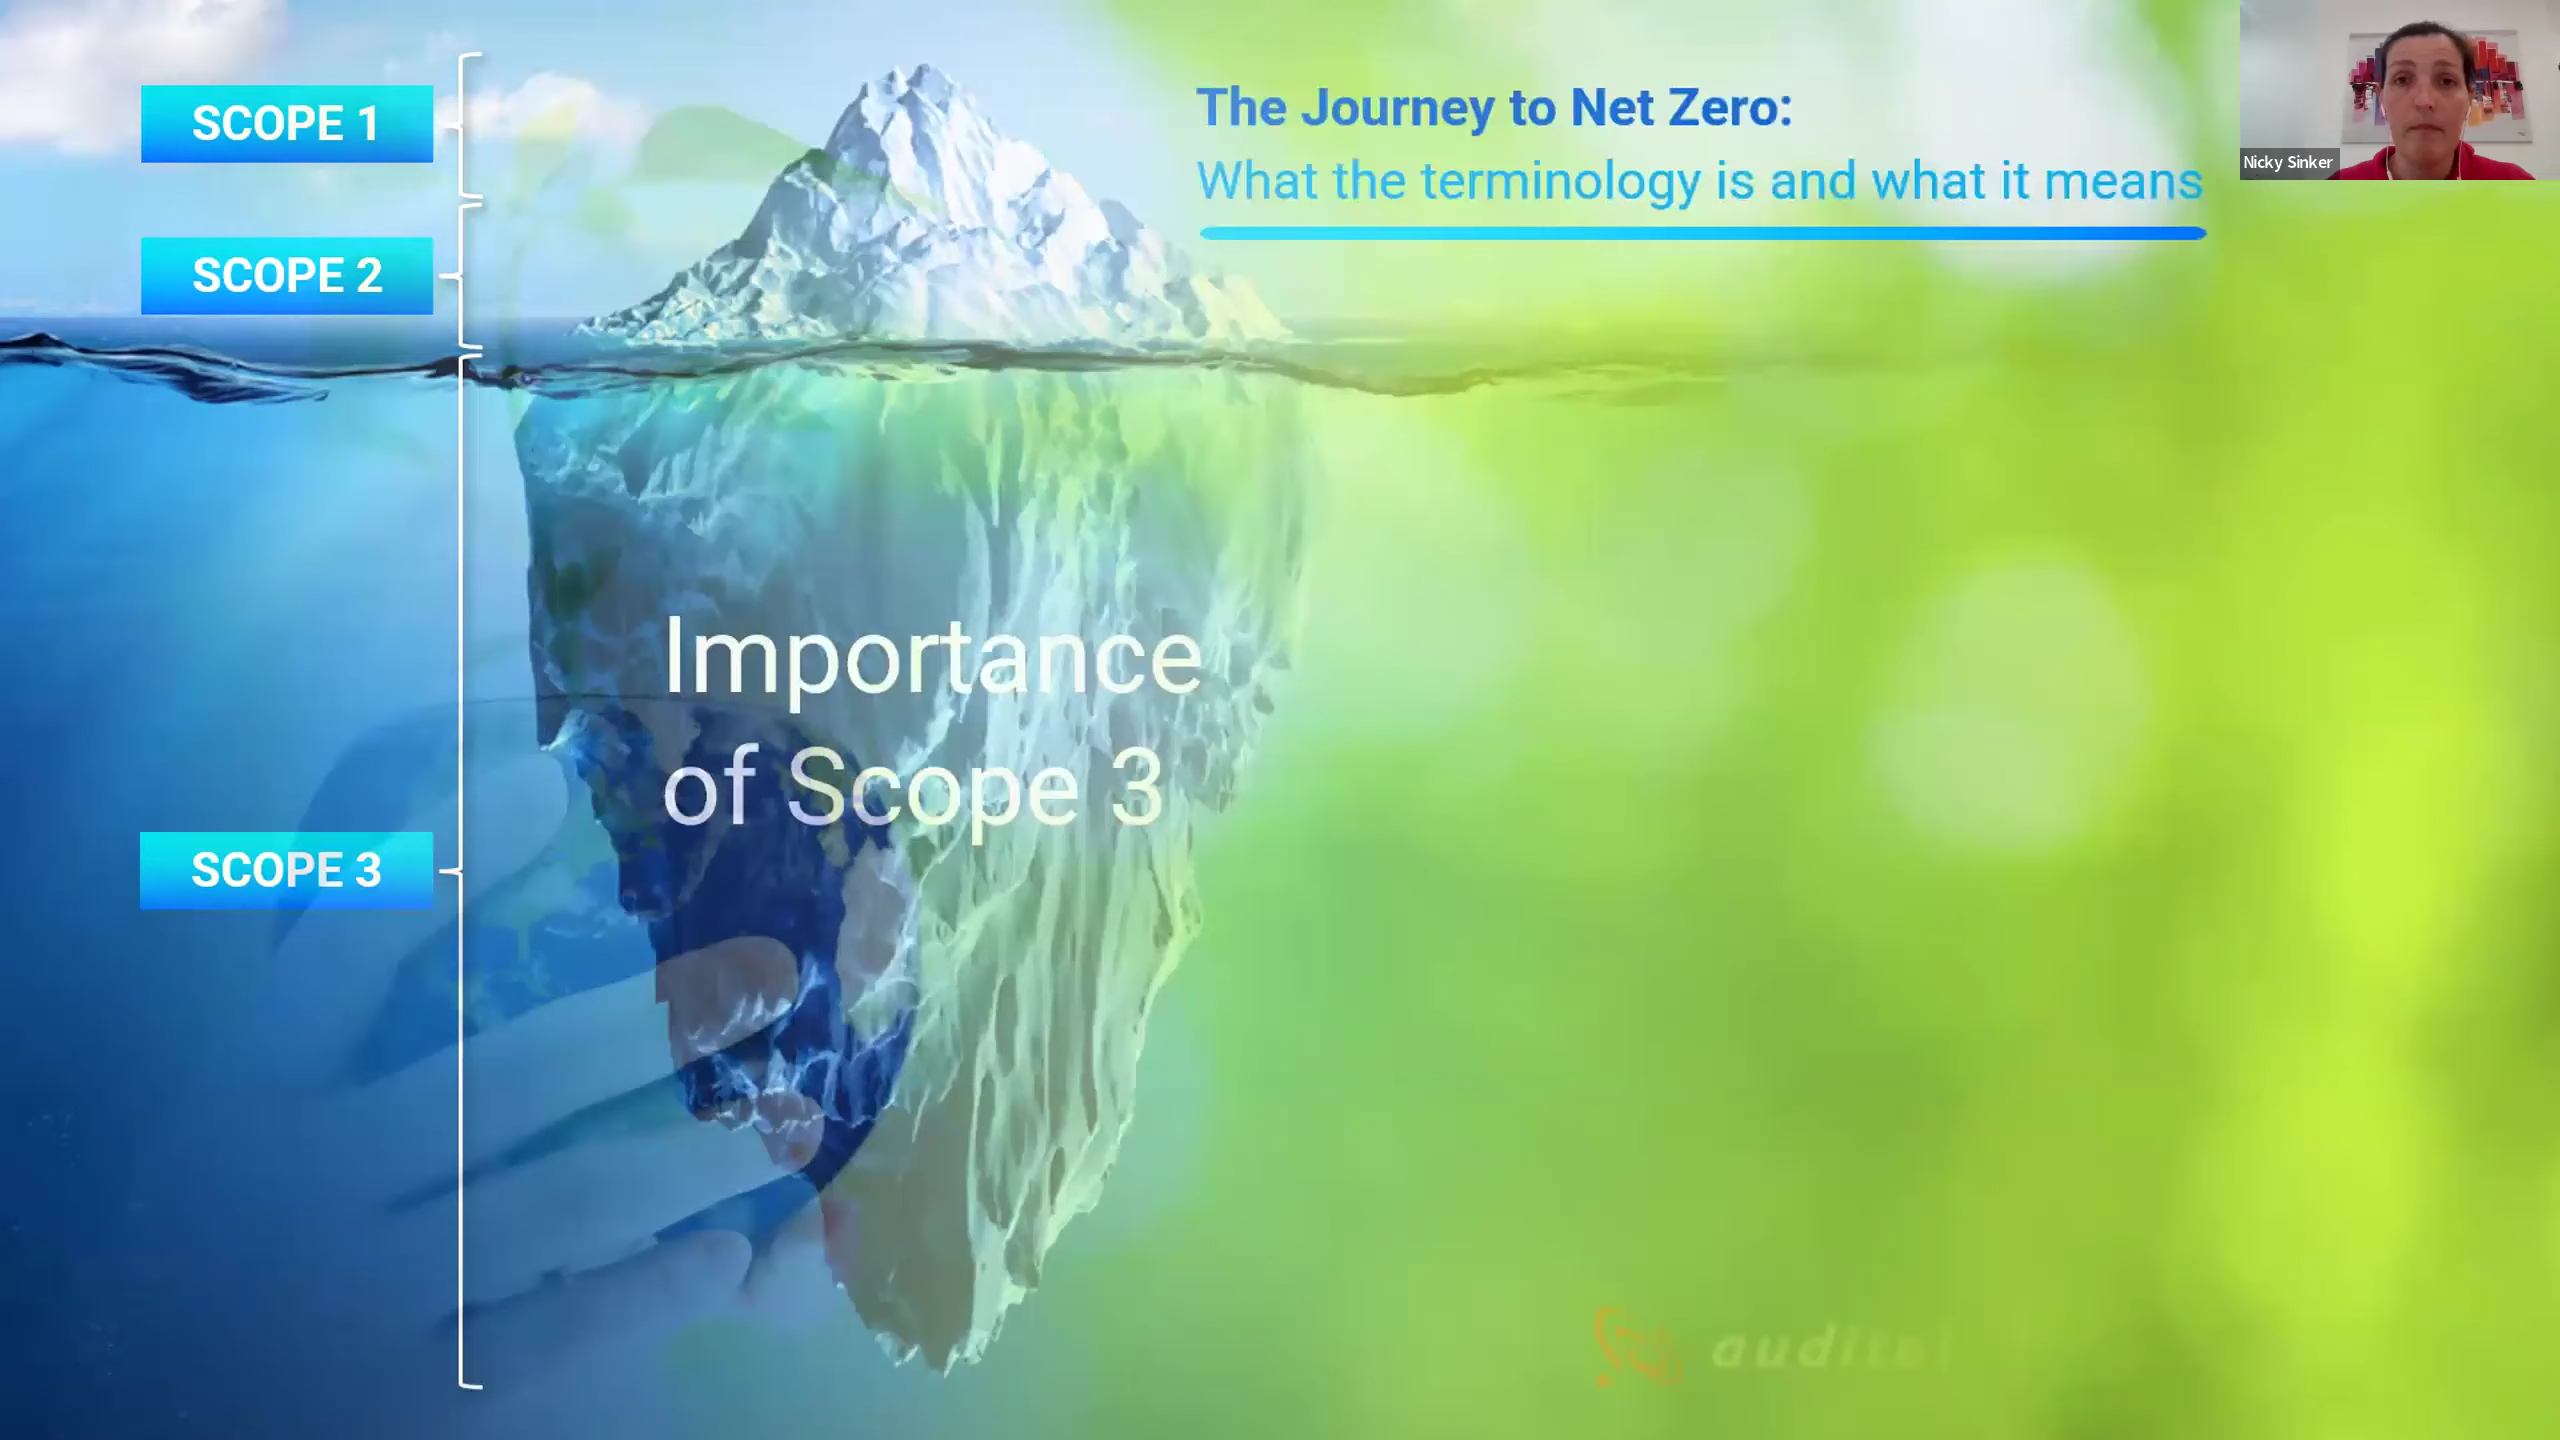 SCOPE 1
The Journey to Net Zero:
What the terminology is and what it means
Nicky Sinker
SCOPE 2
Importance
of Scope 3
SCOPE 3
auditel